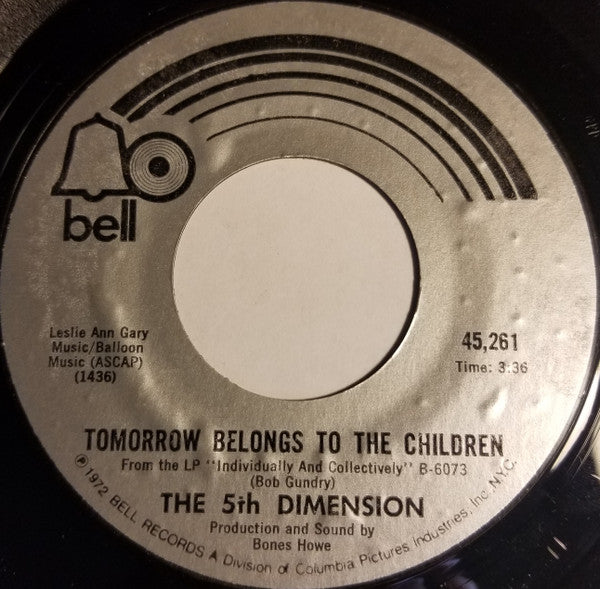 bell
Leslie Ann Gary
Music/Balloon
Music (ASCAP)
(1436)
45,261
Time: 3:36
TOMORROW BELONGS TO THE CHILDREN
From the LP "Individually And Collectively" B-6073
(Bob Gundry)
THE 5th DIMENSION
Production and Sound by
Bones Howe
℗ 1972 BELL RECORDS A Division of Columbia Pictures Industries, Inc. N.Y.C.